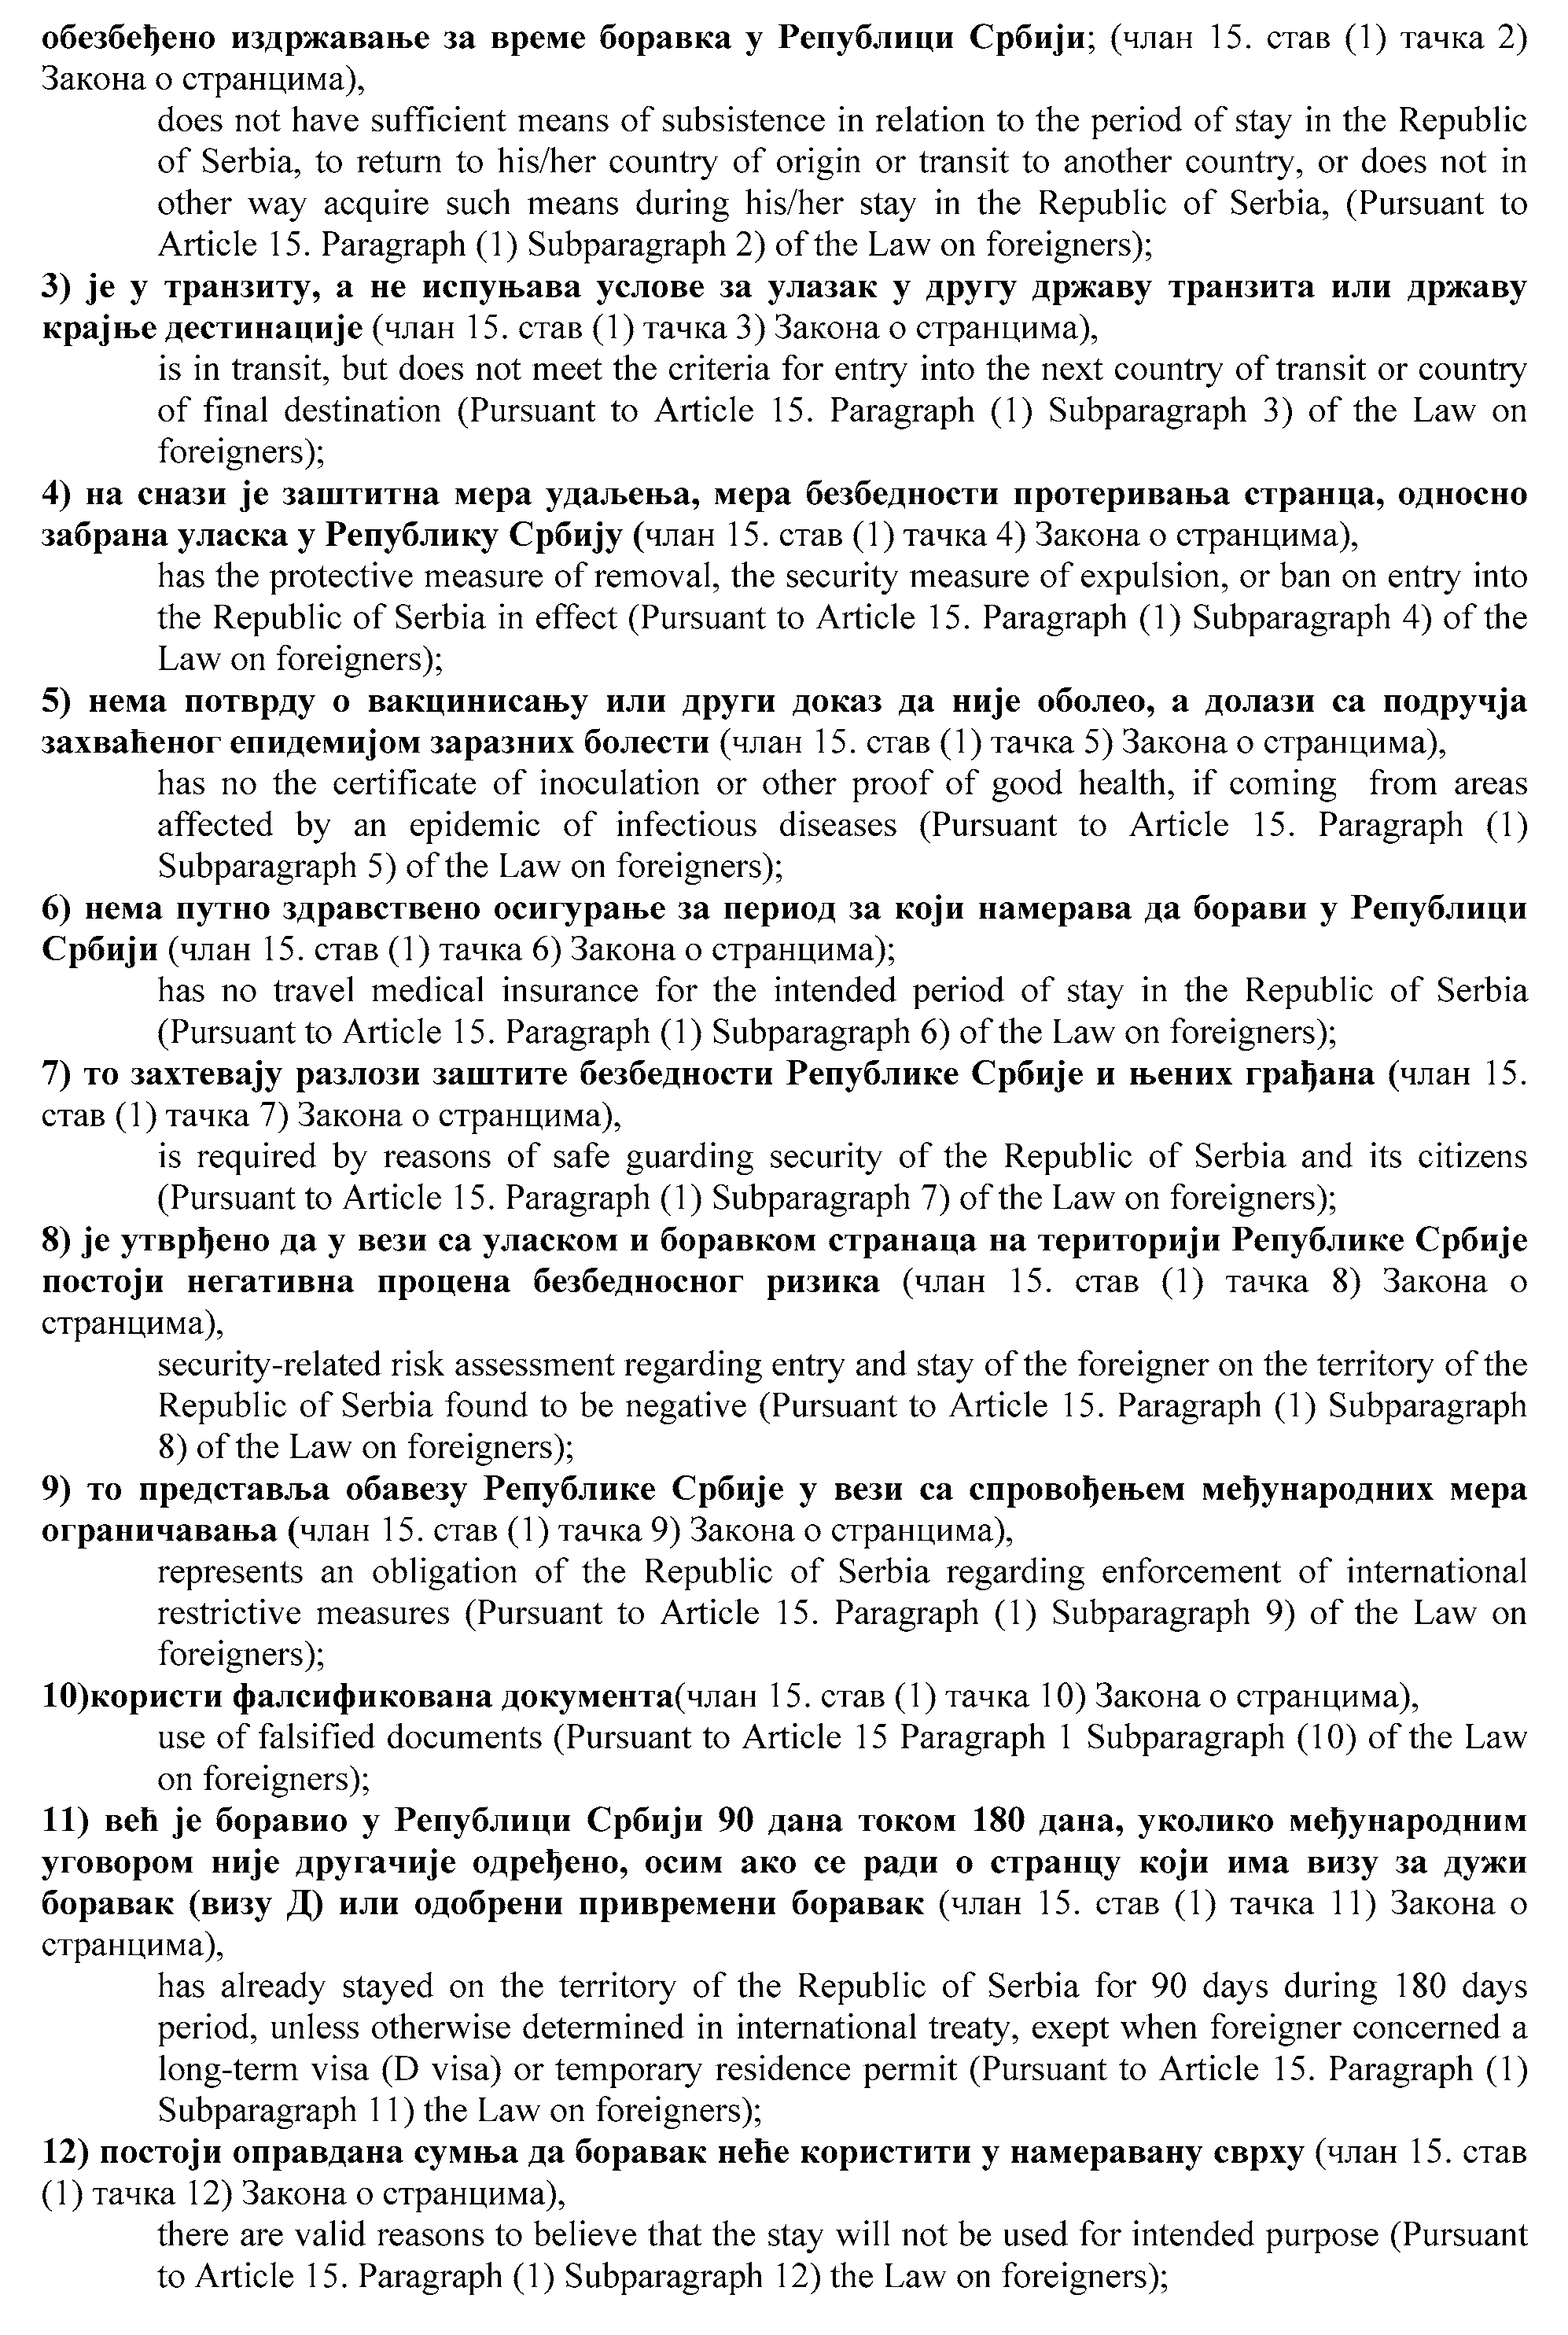 обезбеђено издржавање за време боравка у Републици Србији; (члан 15. став (1) тачка 2)
Закона о странцима),
does not have sufficient means of subsistence in relation to the period of stay in the Republic
of Serbia, to return to his/her country of origin or transit to another country, or does not in
other way acquire such means during his/her stay in the Republic of Serbia, (Pursuant to
Article 15. Paragraph (1) Subparagraph 2) of the Law on foreigners);
3) је у транзиту, а не испуњава услове за улазак у другу државу транзита или државу
крајње дестинације (члан 15. став (1) тачка 3) Закона о странцима),
is in transit, but does not meet the criteria for entry into the next country of transit or country
of final destination (Pursuant to Article 15. Paragraph (1) Subparagraph 3) of the Law on
foreigners);
4) на снази је заштитна мера удаљења, мера безбедности протеривања странца, односно
забрана уласка у Републику Србију (члан 15. став (1) тачка 4) Закона о странцима),
has the protective measure of removal, the security measure of expulsion, or ban on entry into
the Republic of Serbia in effect (Pursuant to Article 15. Paragraph (1) Subparagraph 4) of the
Law on foreigners);
5) нема потврду о вакцинисању или други доказ да није оболео, а долази са подручја
захваћеног епидемијом заразних болести (члан 15. став (1) тачка 5) Закона о странцима),
has no the certificate of inoculation or other proof of good health, if coming from areas
affected by an epidemic of infectious diseases (Pursuant to Article 15. Paragraph (1)
Subparagraph 5) of the Law on foreigners);
6) нема путно здравствено осигурање за период за који намерава да борави у Републици
Србији (члан 15. став (1) тачка 6) Закона о странцима);
has no travel medical insurance for the intended period of stay in the Republic of Serbia
(Pursuant to Article 15. Paragraph (1) Subparagraph 6) of the Law on foreigners);
7) то захтевају разлози заштите безбедности Републике Србије и њених грађана (члан 15.
став (1) тачка 7) Закона о странцима),
is required by reasons of safe guarding security of the Republic of Serbia and its citizens
(Pursuant to Article 15. Paragraph (1) Subparagraph 7) of the Law on foreigners);
8) је утврђено да у вези са уласком и боравком странаца на територији Републике Србије
постоји негативна процена безбедносног ризика (члан 15. став (1) тачка 8) Закона о
странцима),
security-related risk assessment regarding entry and stay of the foreigner on the territory of the
Republic of Serbia found to be negative (Pursuant to Article 15. Paragraph (1) Subparagraph
8) of the Law on foreigners);
9) то представља обавезу Републике Србије у вези са спровођењем међународних мера
ограничавања (члан 15. став (1) тачка 9) Закона о странцима),
represents an obligation of the Republic of Serbia regarding enforcement of international
restrictive measures (Pursuant to Article 15. Paragraph (1) Subparagraph 9) of the Law on
foreigners);
10)користи фалсификована документа(члан 15. став (1) тачка 10) Закона о странцима),
use of falsified documents (Pursuant to Article 15 Paragraph 1 Subparagraph (10) of the Law
on foreigners);
11) већ је боравио у Републици Србији 90 дана током 180 дана, уколико међународним
уговором није другачије одређено, осим ако се ради о странцу који има визу за дужи
боравак (визу Д) или одобрени привремени боравак (члан 15. став (1) тачка 11) Закона о
странцима),
has already stayed on the territory of the Republic of Serbia for 90 days during 180 days
period, unless otherwise determined in international treaty, exept when foreigner concerned a
long-term visa (D visa) or temporary residence permit (Pursuant to Article 15. Paragraph (1)
Subparagraph 11) the Law on foreigners);
12) постоји оправдана сумња да боравак неће користити у намеравану сврху (члан 15. став
(1) тачка 12) Закона о странцима),
there are valid reasons to believe that the stay will not be used for intended purpose (Pursuant
to Article 15. Paragraph (1) Subparagraph 12) the Law on foreigners);